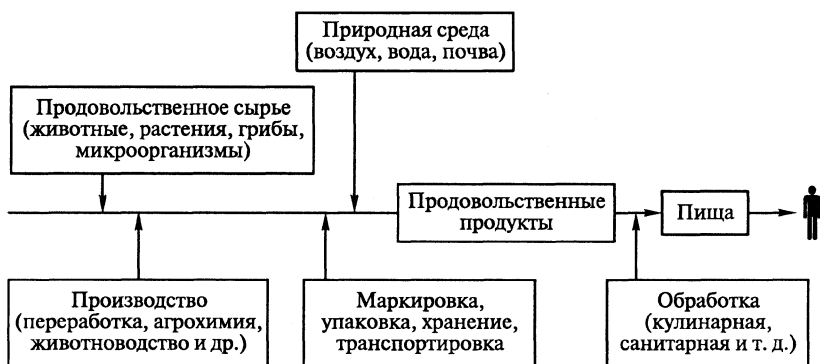 Природная среда
(воздух, вода, почва)
Продовольственное сырье
(животные, растения, грибы,
микроорганизмы)
Продовольственные
продукты
Пища
Производство
(переработка, агрохимия,
животноводство и др.)
Маркировка,
упаковка, хранение,
транспортировка
Обработка
(кулинарная,
санитарная и т. д.)